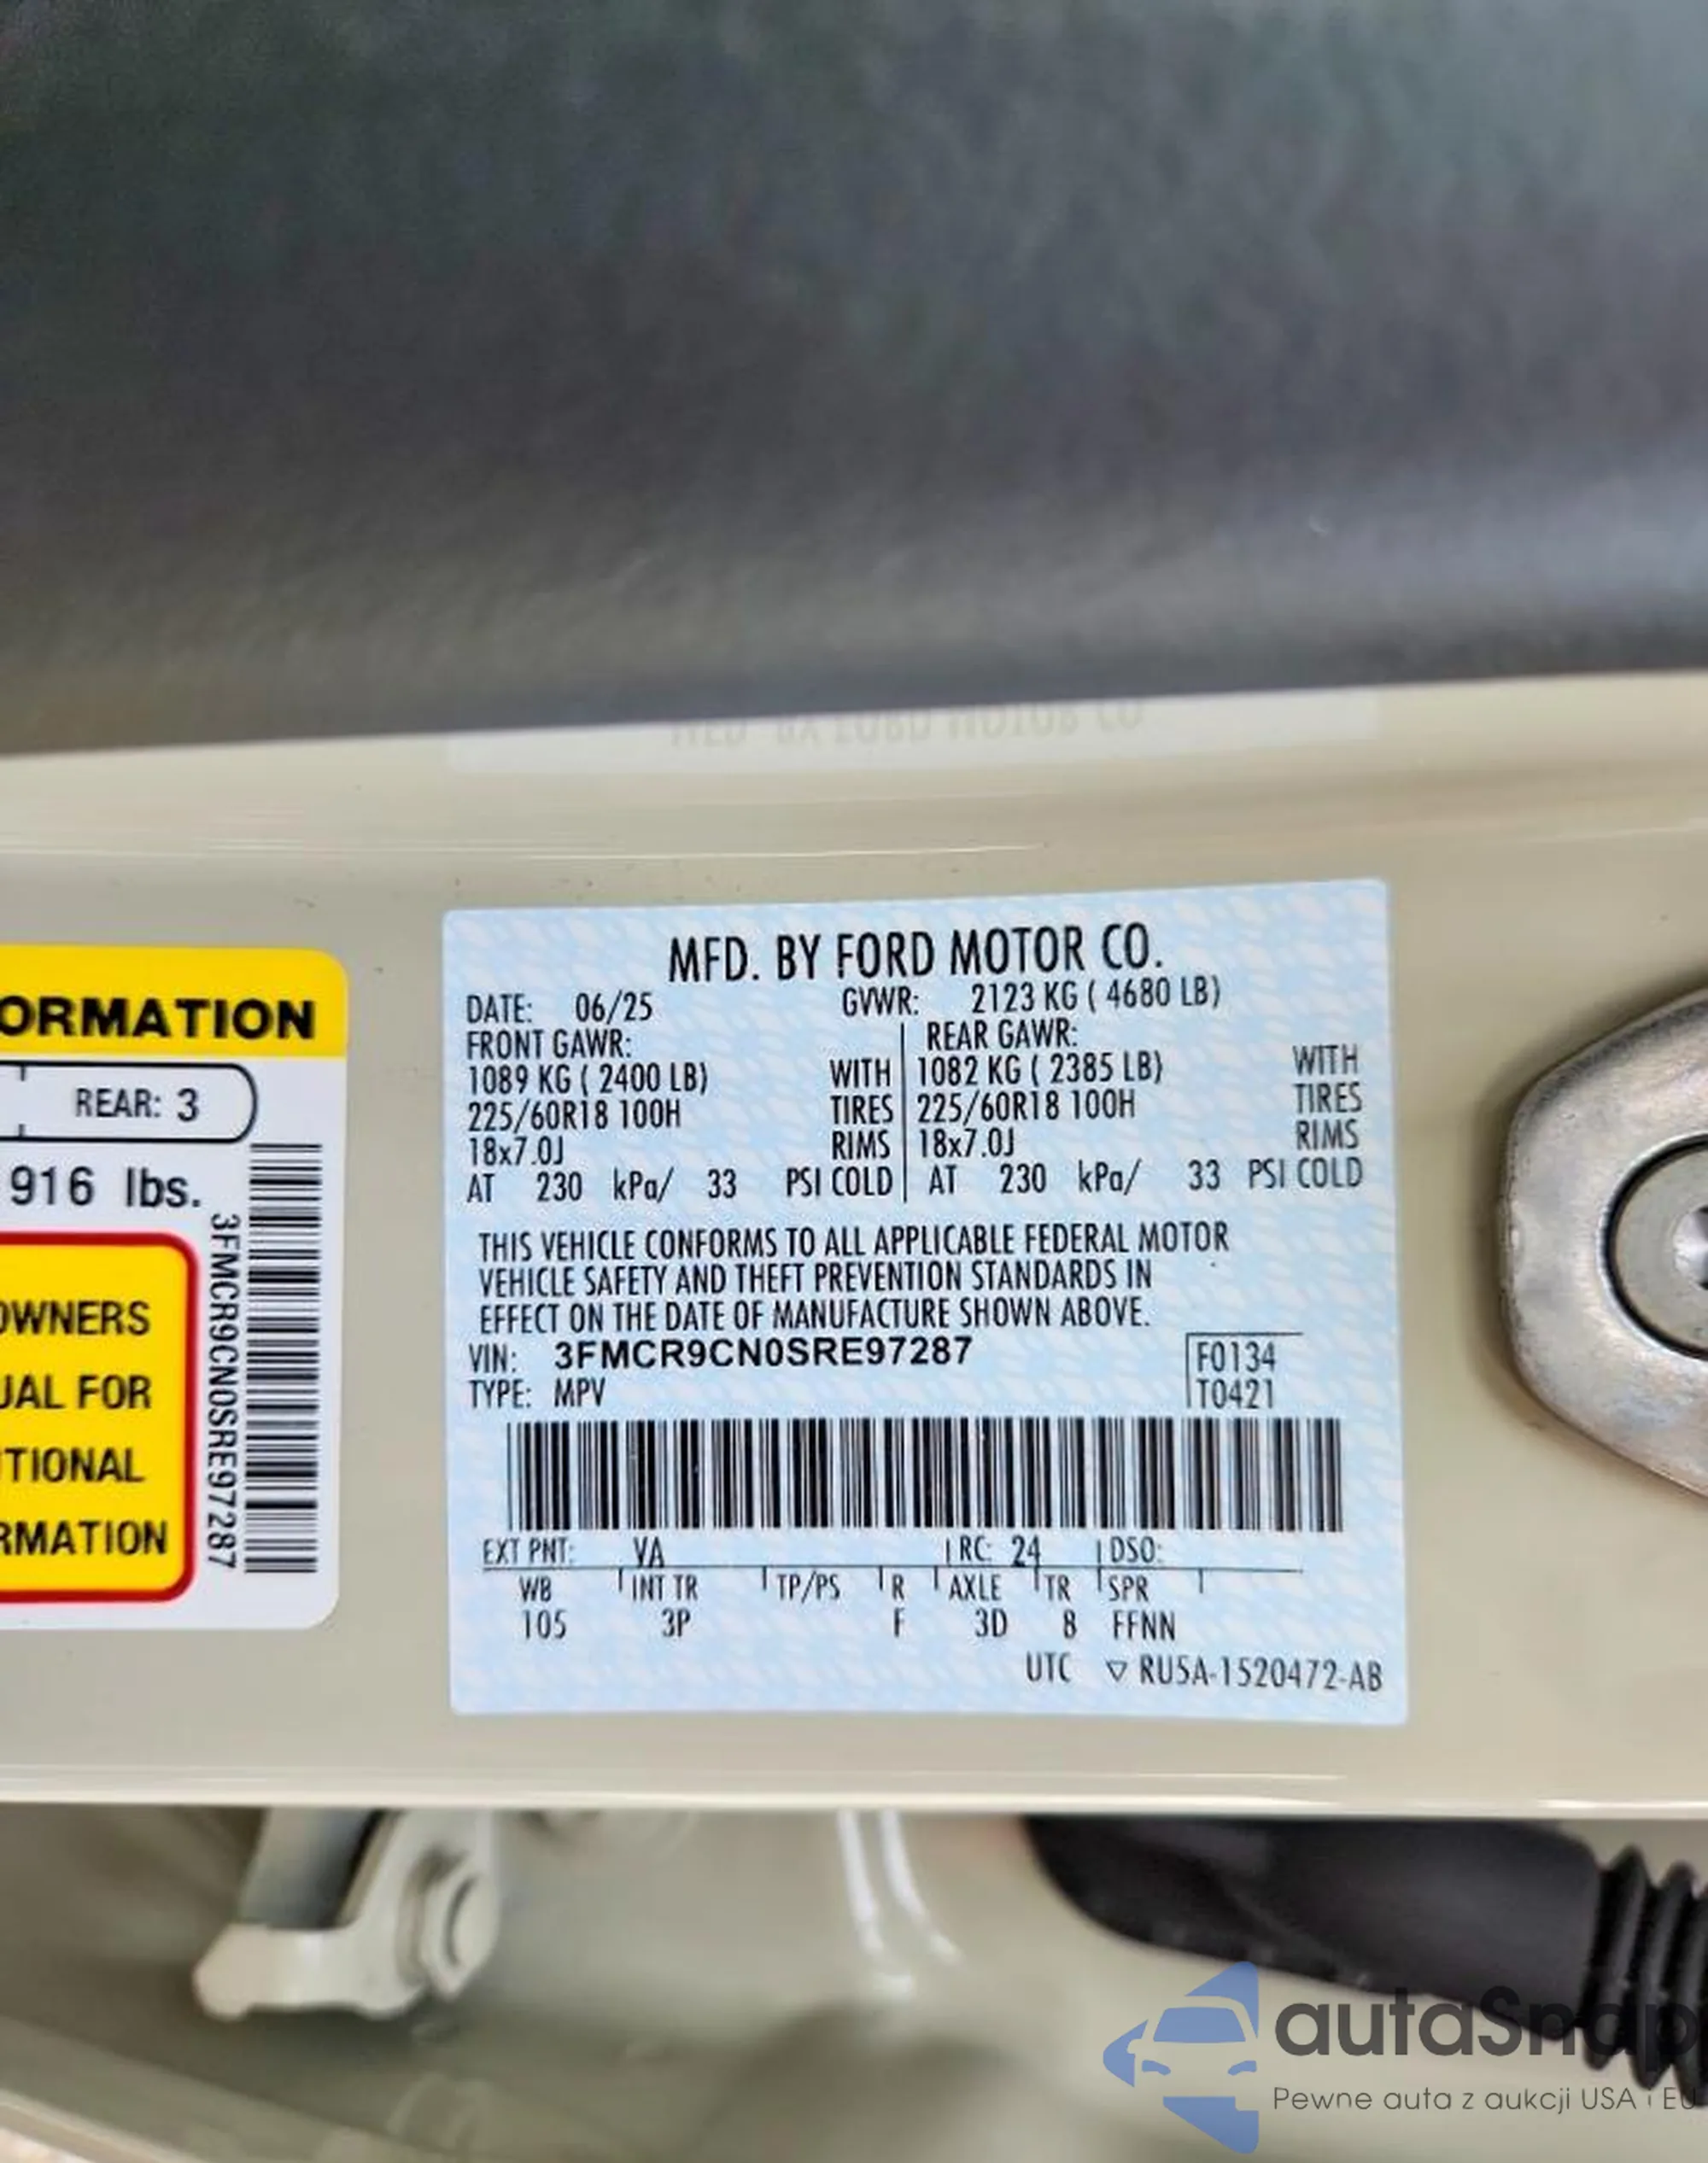 MFD. BY FORD MOTOR CO.
DATE: 06/25 GVWR: 2123 KG ( 4680 LB)
FRONT GAWR: REAR GAWR:
1089 KG ( 2400 LB) WITH 1082 KG ( 2385 LB) WITH
225/60R18 100H TIRES 225/60R18 100H TIRES
18x7.0J RIMS 18x7.0J RIMS
AT 230 kPa/ 33 PSI COLD AT 230 kPa/ 33 PSI COLD
THIS VEHICLE CONFORMS TO ALL APPLICABLE FEDERAL MOTOR
VEHICLE SAFETY AND THEFT PREVENTION STANDARDS IN
EFFECT ON THE DATE OF MANUFACTURE SHOWN ABOVE.
VIN: 3FMCR9CN0SRE97287 F0134
TYPE: MPV T0421
EXT PNT: VA RC: 24 DSO:
WB INT TR TP/PS R AXLE TR SPR
105 3P F 3D 8 FFNN
UTC ▽ RU5A-1520472-AB
ORMATION
REAR: 3
916 lbs.
3FMCR9CN0SRE97287
OWNERS
UAL FOR
TIONAL
RMATION
autaSnap
Pewne auta z aukcji USA i EU